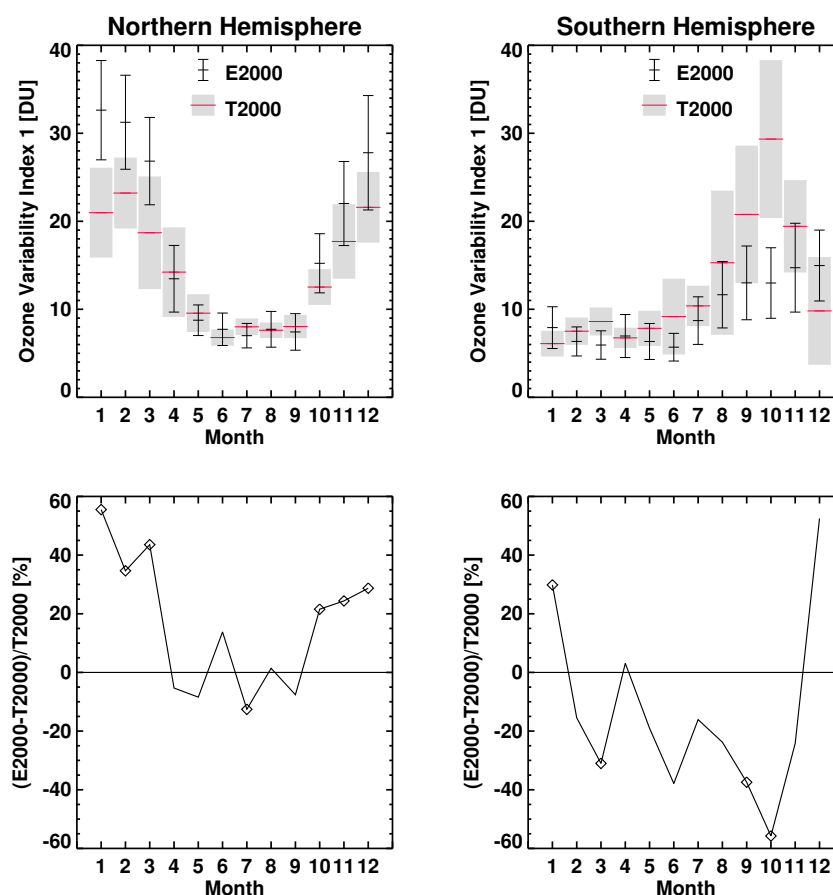 Northern Hemisphere
Ozone Variability Index 1 [DU]
40
30
20
10
0
E2000
T2000
1 2 3 4 5 6 7 8 9 10 11 12
Month
Southern Hemisphere
Ozone Variability Index 1 [DU]
40
30
20
10
0
E2000
T2000
1 2 3 4 5 6 7 8 9 10 11 12
Month
(E2000-T2000)/T2000 [%]
60
40
20
0
-20
-40
-60
1 2 3 4 5 6 7 8 9 10 11 12
Month
(E2000-T2000)/T2000 [%]
60
40
20
0
-20
-40
-60
1 2 3 4 5 6 7 8 9 10 11 12
Month